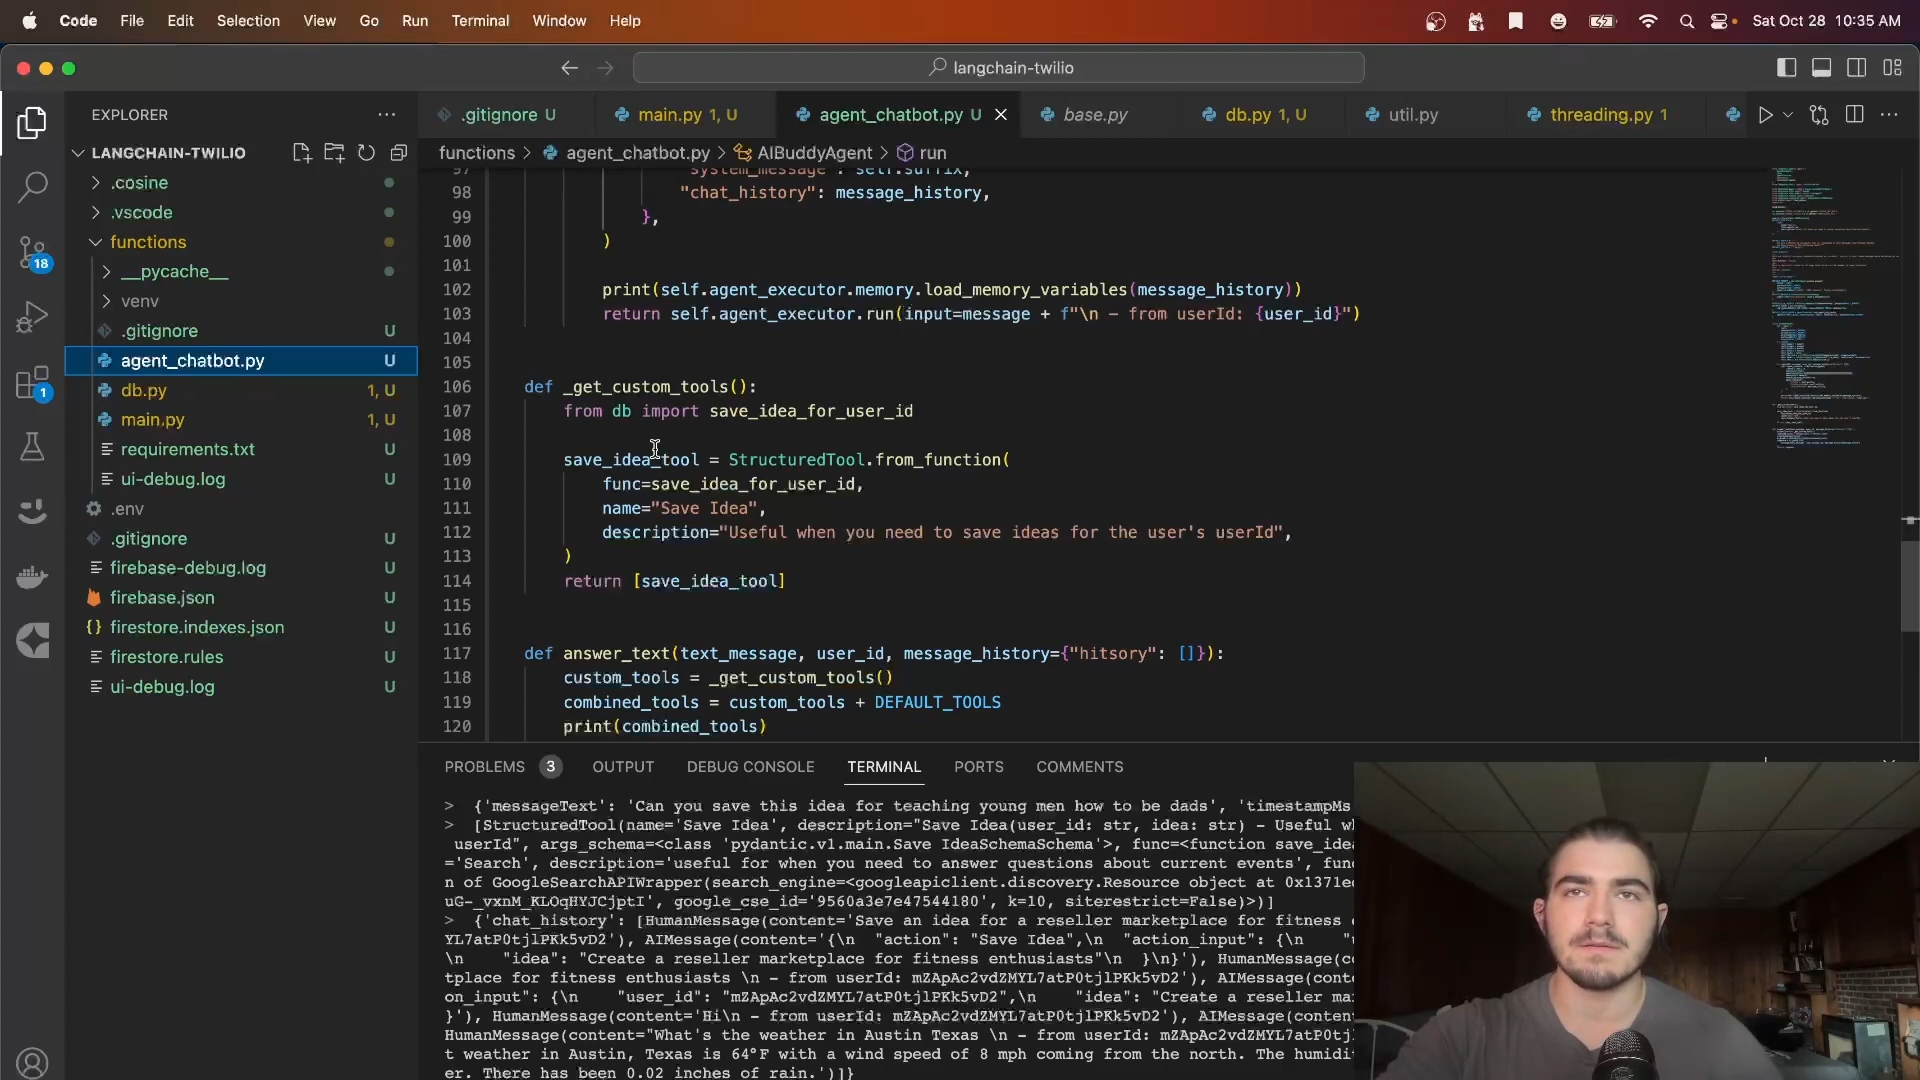 Code File Edit Selection View Go Run Terminal Window Help Sat Oct 28 10:35 AM
langchain-twilio
EXPLORER
.gitignore U main.py 1, U agent_chatbot.py U base.py db.py 1, U util.py threading.py 1
LANGCHAIN-TWILIO
functions > agent_chatbot.py > AIBuddyAgent > run
.cosine
.vscode
functions
__pycache__
venv
.gitignore U
agent_chatbot.py U
db.py 1, U
main.py 1, U
requirements.txt U
ui-debug.log U
.env
.gitignore U
firebase-debug.log U
firebase.json U
firestore.indexes.json U
firestore.rules U
ui-debug.log U
18
1
97 "system_message": self.suffix,
98 "chat_history": message_history,
99 },
100 )
101
102 print(self.agent_executor.memory.load_memory_variables(message_history))
103 return self.agent_executor.run(input=message + f"\n - from userId: {user_id}")
104
105
106 def _get_custom_tools():
107 from db import save_idea_for_user_id
108
109 save_idea_tool = StructuredTool.from_function(
110 func=save_idea_for_user_id,
111 name="Save Idea",
112 description="Useful when you need to save ideas for the user's userId",
113 )
114 return [save_idea_tool]
115
116
117 def answer_text(text_message, user_id, message_history={"hitsory": []}):
118 custom_tools = _get_custom_tools()
119 combined_tools = custom_tools + DEFAULT_TOOLS
120 print(combined_tools)
PROBLEMS 3 OUTPUT DEBUG CONSOLE TERMINAL PORTS COMMENTS
> {'messageText': 'Can you save this idea for teaching young men how to be dads', 'timestampMs
> [StructuredTool(name='Save Idea', description="Save Idea(user_id: str, idea: str) - Useful wh
userId", args_schema=<class 'pydantic.v1.main.Save IdeaSchemaSchema'>, func=<function save_idea
='Search', description='useful for when you need to answer questions about current events', fun
n of GoogleSearchAPIWrapper(search_engine=<googleapiclient.discovery.Resource object at 0x1371e
uG-_vxnM_KLOqHYJCjptI', google_cse_id='9560a3e7e47544180', k=10, siterestrict=False)>)]
> {'chat_history': [HumanMessage(content='Save an idea for a reseller marketplace for fitness
YL7atP0tjlPKk5vD2'), AIMessage(content='{\n "action": "Save Idea",\n "action_input": {\n
\n "idea": "Create a reseller marketplace for fitness enthusiasts"\n }\n}'), HumanMessage(
tplace for fitness enthusiasts \n - from userId: mZApAc2vdZMYL7atP0tjlPKk5vD2'), AIMessage(cont
on_input": {\n "user_id": "mZApAc2vdZMYL7atP0tjlPKk5vD2",\n "idea": "Create a reseller ma
}'), HumanMessage(content='Hi\n - from userId: mZApAc2vdZMYL7atP0tjlPKk5vD2'), AIMessage(conten
HumanMessage(content="What's the weather in Austin Texas \n - from userId: mZApAc2vdZMYL7atP0tj
t weather in Austin, Texas is 64°F with a wind speed of 8 mph coming from the north. The humidi
er. There has been 0.02 inches of rain.')]}